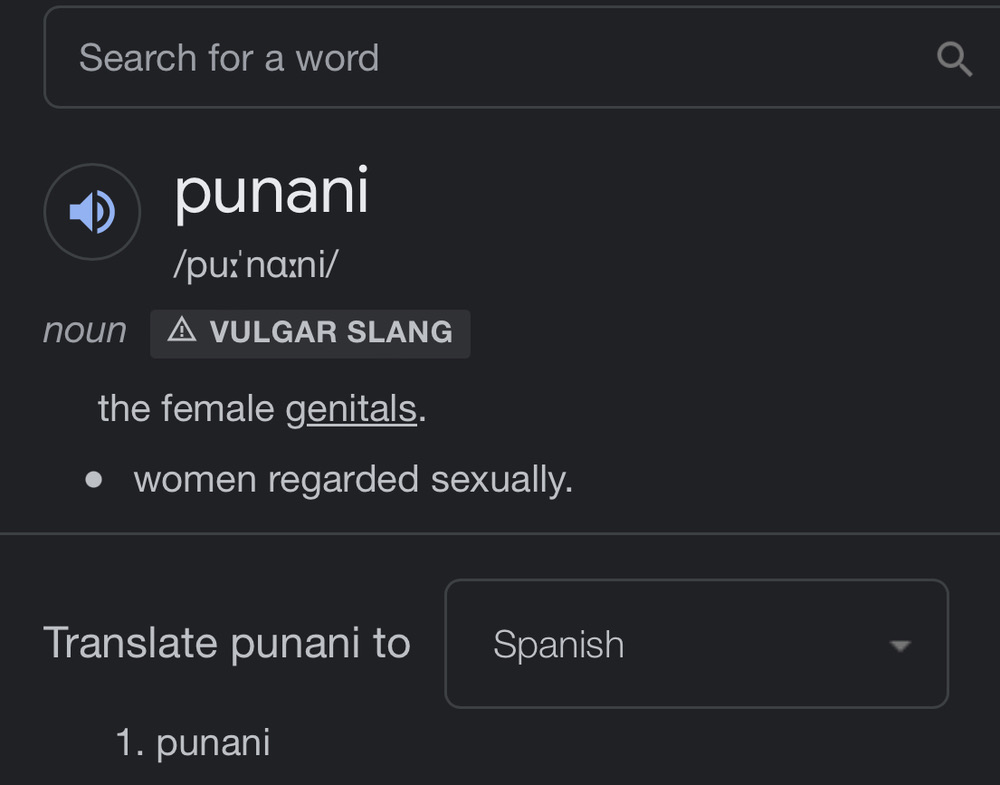 Search for a word
punani
/puːˈnɑːni/
noun VULGAR SLANG
the female genitals.
women regarded sexually.
Translate punani to Spanish
1. punani